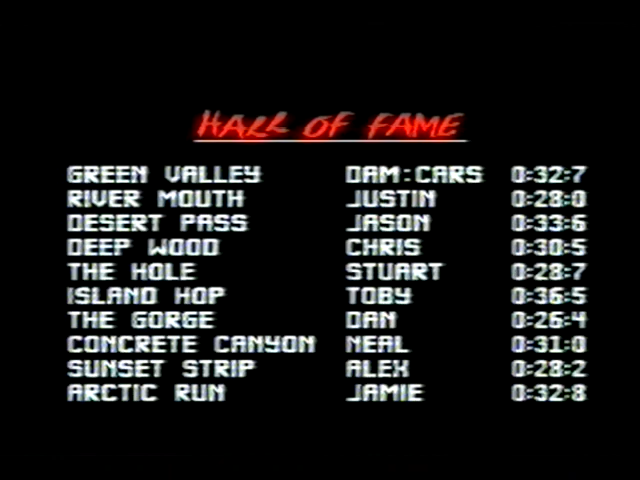 HALL OF FAME
GREEN VALLEY DAM:CARS 0:32:7
RIVER MOUTH JUSTIN 0:28:0
DESERT PASS JASON 0:33:6
DEEP WOOD CHRIS 0:30:5
THE HOLE STUART 0:28:7
ISLAND HOP TOBY 0:36:5
THE GORGE DAN 0:26:4
CONCRETE CANYON NEAL 0:31:0
SUNSET STRIP ALEX 0:28:2
ARCTIC RUN JAMIE 0:32:8